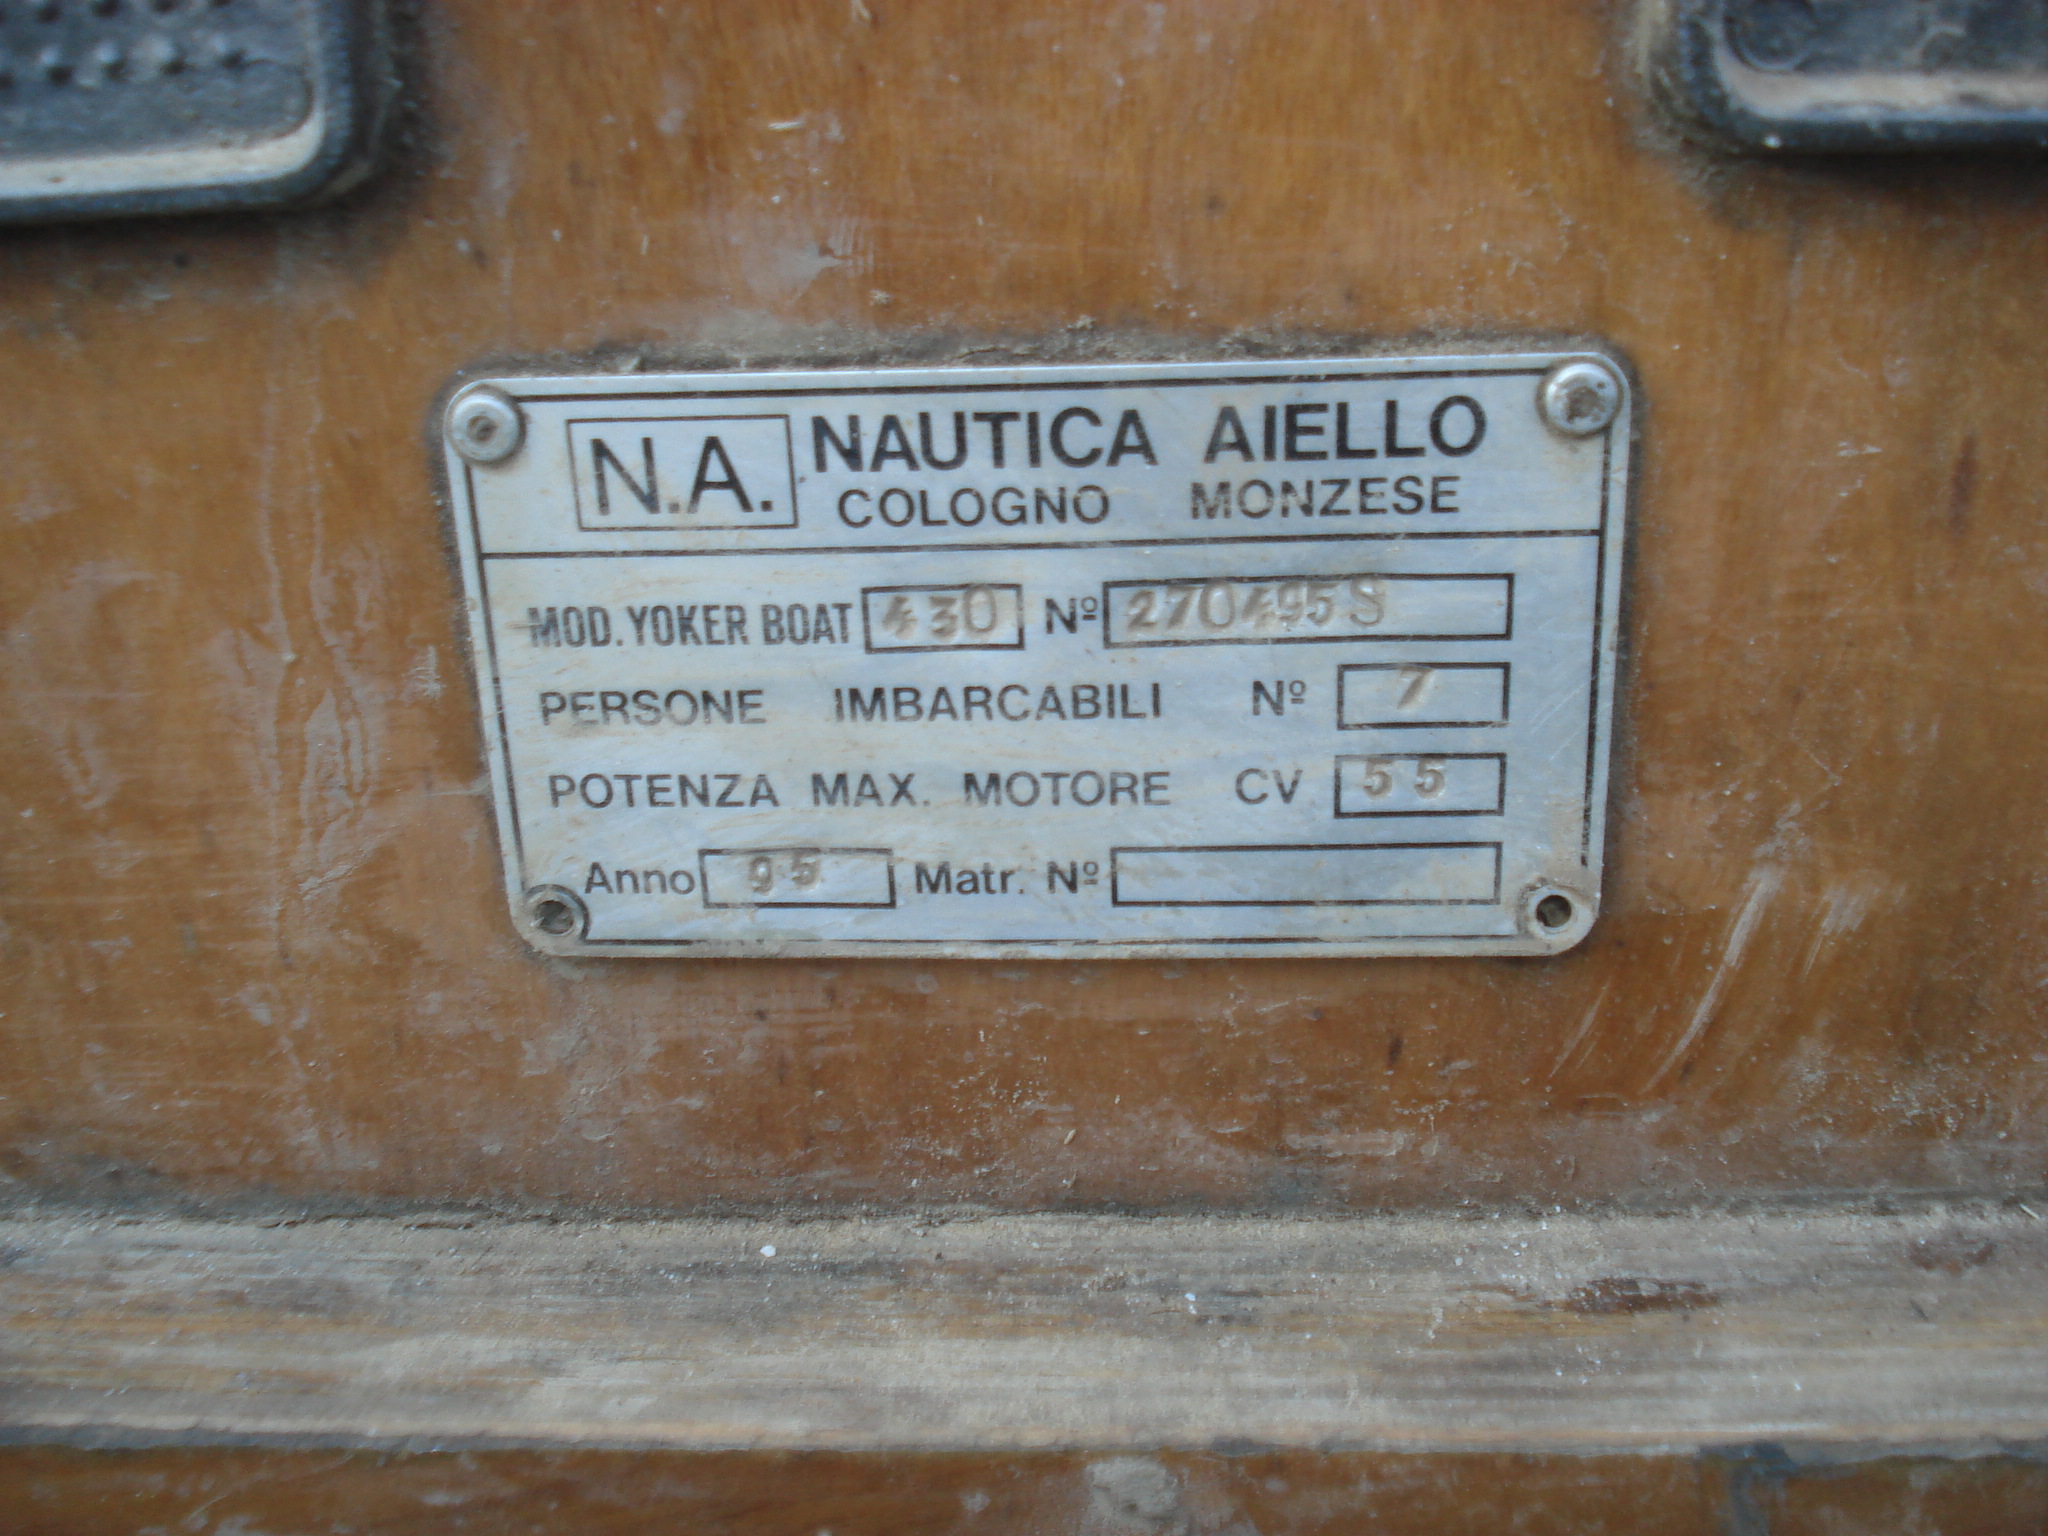 N.A. NAUTICA AIELLO
COLOGNO MONZESE
MOD. YOKER BOAT 430 Nº 270495S
PERSONE IMBARCABILI Nº 7
POTENZA MAX. MOTORE CV 55
Anno 95 Matr. Nº